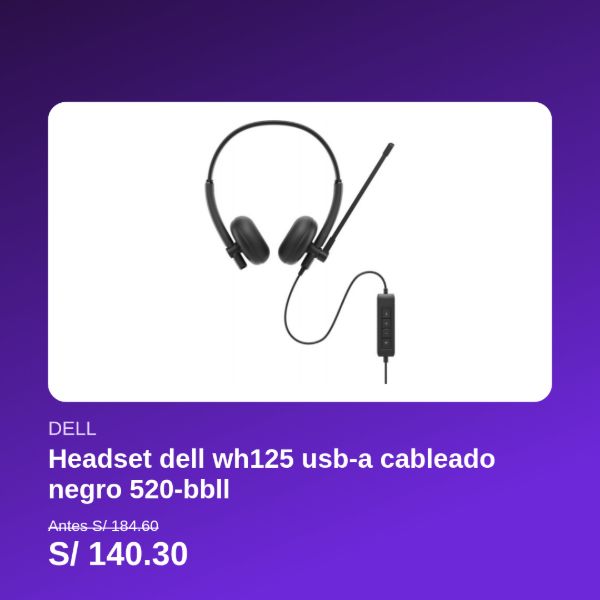 DELL
Headset dell wh125 usb-a cableado
negro 520-bbll
Antes S/ 184.60
S/ 140.30